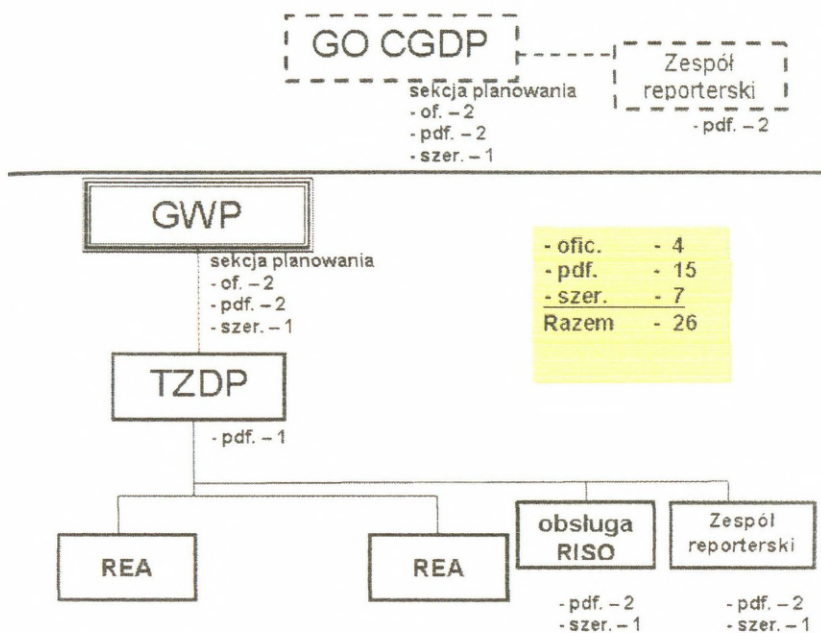 GO CGDP
Zespół
reporterski
sekcja planowania
- of. – 2
- pdf. – 2
- szer. – 1
- pdf. – 2
GWP
sekcja planowania
- of. – 2
- pdf. – 2
- szer. – 1
- ofic. - 4
- pdf. - 15
- szer. - 7
Razem - 26
TZDP
- pdf. – 1
REA
REA
obsługa
RISO
Zespół
reporterski
- pdf. – 2
- szer. – 1
- pdf. – 2
- szer. – 1